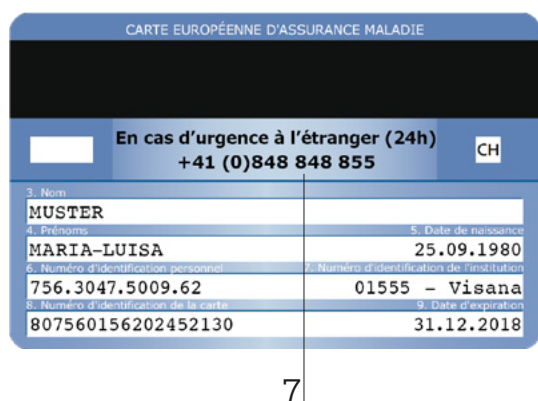 CARTE EUROPÉENNE D'ASSURANCE MALADIE
En cas d’urgence à l’étranger (24h)
+41 (0)848 848 855
CH
3. Nom
MUSTER
4. Prénoms 5. Date de naissance
MARIA-LUISA 25.09.1980
6. Numéro d'identification personnel 7. Numéro d'identification de l'institution
756.3047.5009.62 01555 - Visana
8. Numéro d'identification de la carte 9. Date d'expiration
807560156202452130 31.12.2018
7